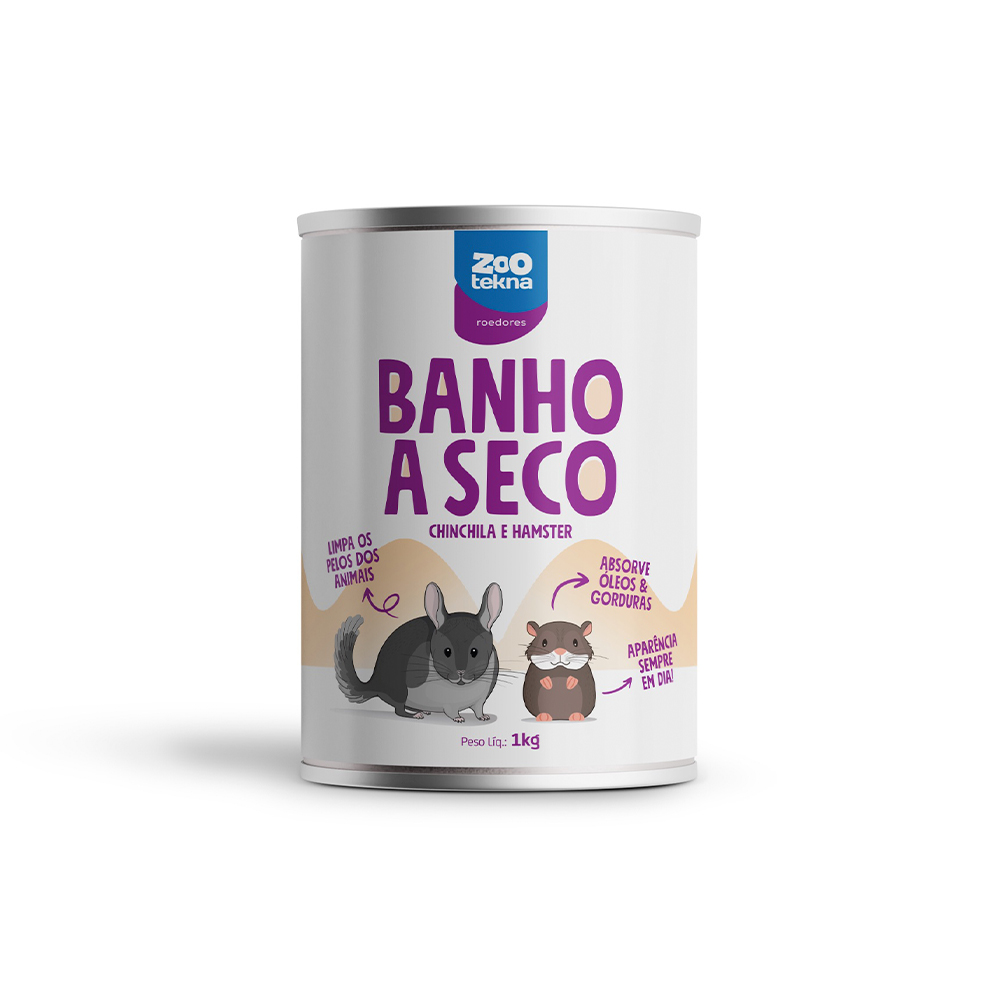 ZOO
tekna
roedores
BANHO
A SECO
CHINCHILA E HAMSTER
LIMPA OS
PELOS DOS
ANIMAIS
ABSORVE
ÓLEOS &
GORDURAS
APARÊNCIA
SEMPRE
EM DIA!
Peso Líq.: 1kg